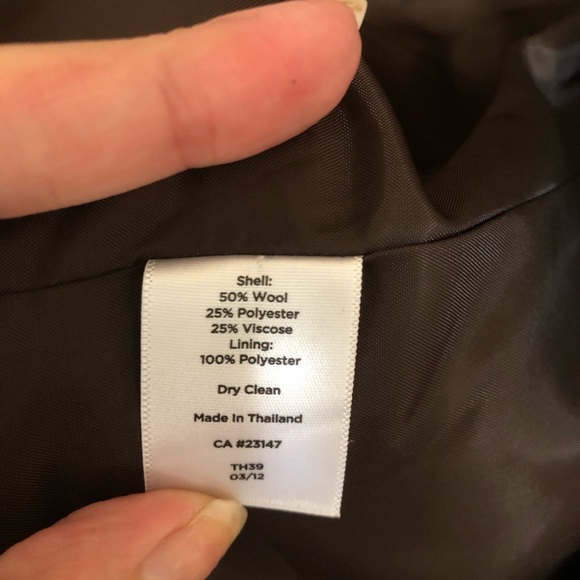 Shell:
50% Wool
25% Polyester
25% Viscose
Lining:
100% Polyester
Dry Clean
Made In Thailand
CA #23147
TH39
03/12